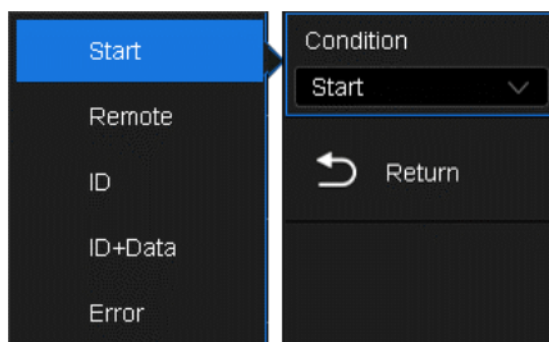 Start
Remote
ID
ID+Data
Error
Condition
Start
Return